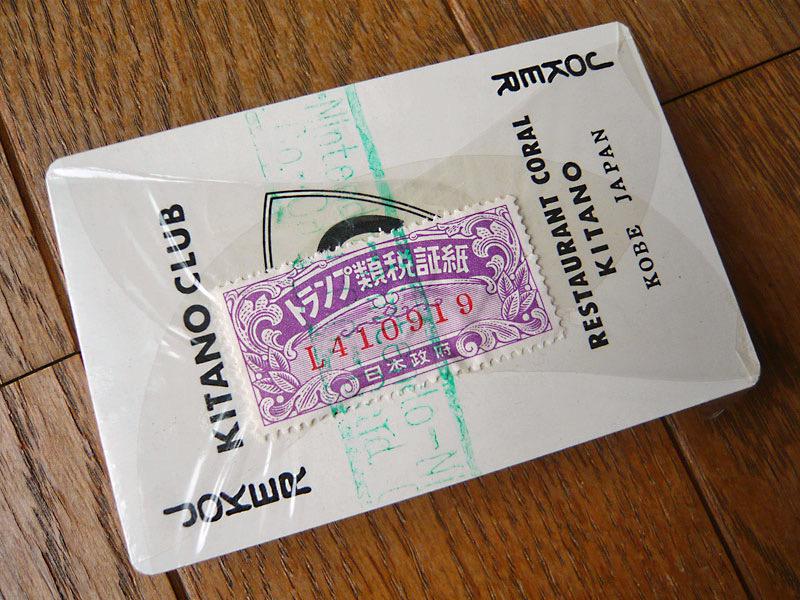 JOKER
KITANO CLUB
トランプ類税証紙
L410919
日本政府
RESTAURANT CORAL
KITANO
KOBE JAPAN
JOKER
Nintendo